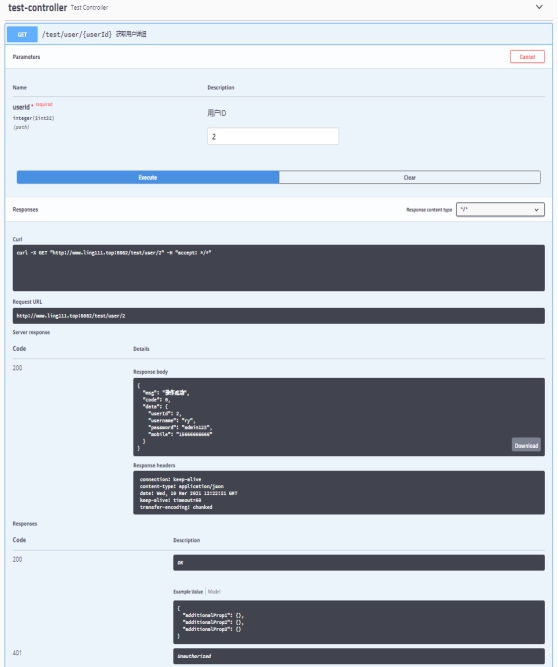 test-controller Test Controller
GET /test/user/{userId} 获取用户详细
Parameters
Cancel
Name Description
userId * required
integer($int32)
(path)
用户ID
2
Execute Clear
Responses Response content type */*
Curl
curl -X GET "http://www.ling111.top:8082/test/user/2" -H "accept: */*"
Request URL
http://www.ling111.top:8082/test/user/2
Server response
Code Details
200
Response body
{
"msg": "操作成功",
"code": 0,
"data": {
"userId": 2,
"username": "ry",
"password": "admin123",
"mobile": "15666666666"
}
}
Download
Response headers
connection: keep-alive
content-type: application/json
date: Wed, 10 Mar 2021 12:22:21 GMT
keep-alive: timeout=60
transfer-encoding: chunked
Responses
Code Description
200
OK
Example Value Model
{
"additionalProp1": {},
"additionalProp2": {},
"additionalProp3": {}
}
401
Unauthorized